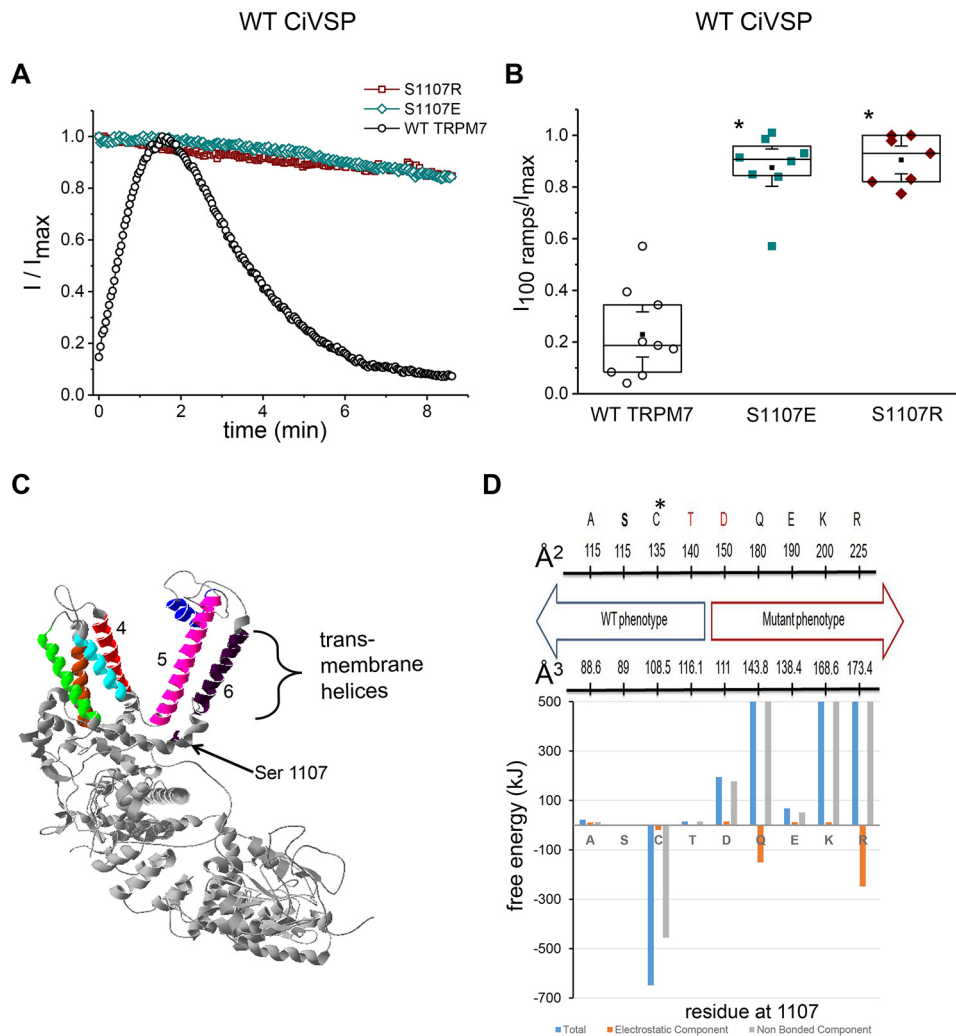 WT CiVSP
WT CiVSP
A
S1107R
S1107E
WT TRPM7
1.0
0.8
0.6
0.4
0.2
0.0
I / Imax
0 2 4 6 8
time (min)
B
* *
1.0
0.8
0.6
0.4
0.2
0.0
I100 ramps/Imax
WT TRPM7 S1107E S1107R
C
4
5
6
trans-
membrane
helices
Ser 1107
D
*
A S C T D Q E K R
Å2 115 115 135 140 150 180 190 200 225
WT phenotype Mutant phenotype
Å3 88.6 89 108.5 116.1 111 143.8 138.4 168.6 173.4
500
300
100
-100
-300
-500
-700
free energy (kJ)
A S C T D Q E K R
residue at 1107
Total Electrostatic Component Non Bonded Component